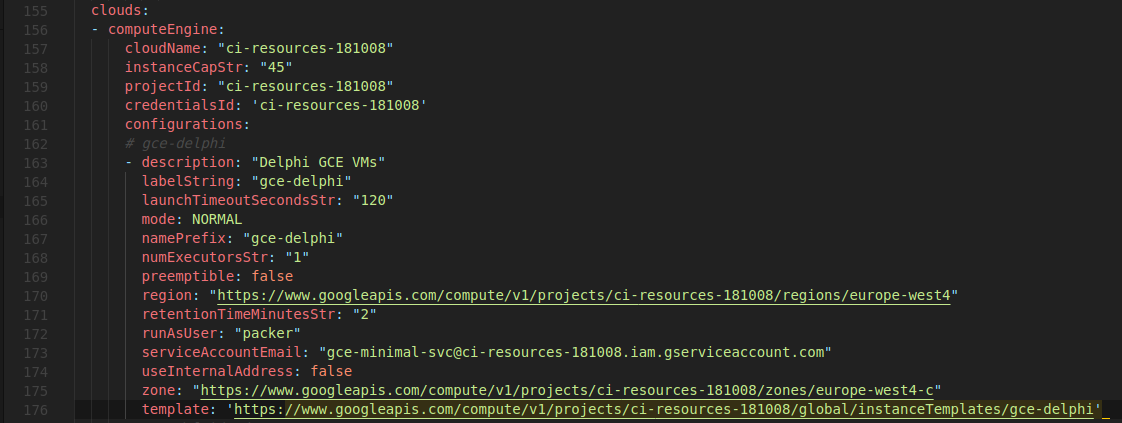 155 clouds:
156 - computeEngine:
157 cloudName: "ci-resources-181008"
158 instanceCapStr: "45"
159 projectId: "ci-resources-181008"
160 credentialsId: 'ci-resources-181008'
161 configurations:
162 # gce-delphi
163 - description: "Delphi GCE VMs"
164 labelString: "gce-delphi"
165 launchTimeoutSecondsStr: "120"
166 mode: NORMAL
167 namePrefix: "gce-delphi"
168 numExecutorsStr: "1"
169 preemptible: false
170 region: "https://www.googleapis.com/compute/v1/projects/ci-resources-181008/regions/europe-west4"
171 retentionTimeMinutesStr: "2"
172 runAsUser: "packer"
173 serviceAccountEmail: "gce-minimal-svc@ci-resources-181008.iam.gserviceaccount.com"
174 useInternalAddress: false
175 zone: "https://www.googleapis.com/compute/v1/projects/ci-resources-181008/zones/europe-west4-c"
176 template: 'https://www.googleapis.com/compute/v1/projects/ci-resources-181008/global/instanceTemplates/gce-delphi'